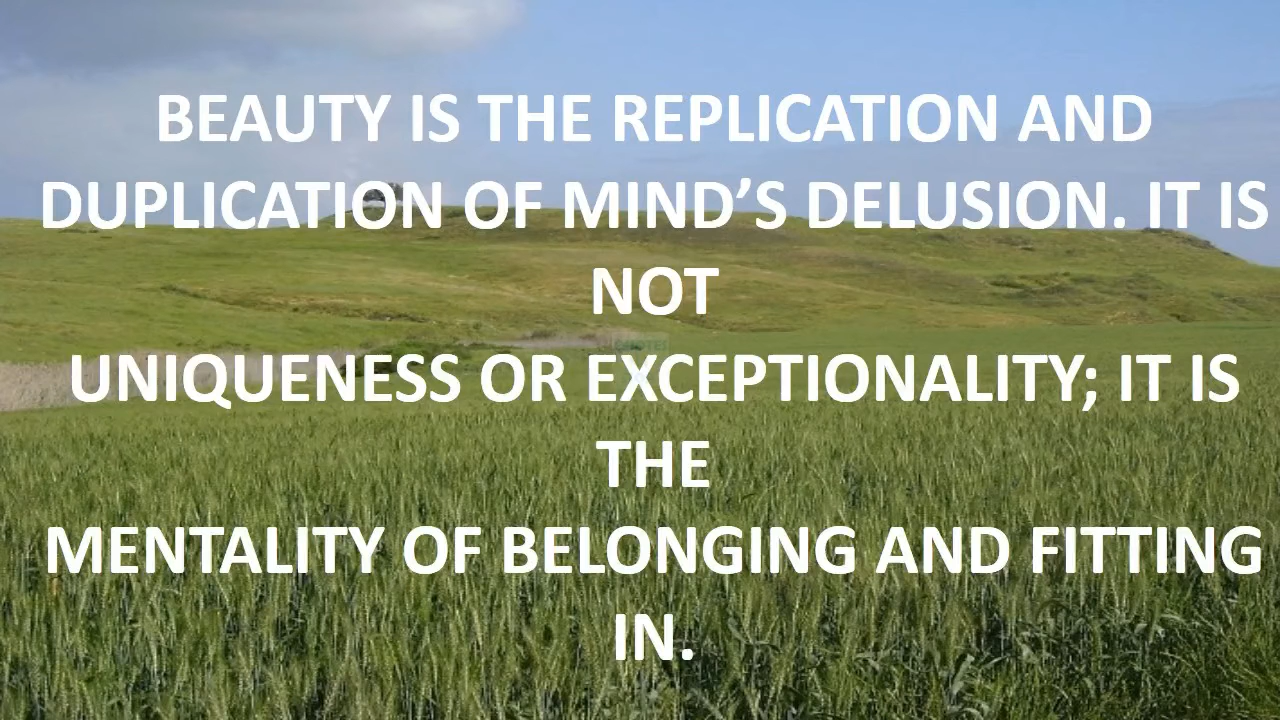 BEAUTY IS THE REPLICATION AND
DUPLICATION OF MIND’S DELUSION. IT IS
NOT
UNIQUENESS OR EXCEPTIONALITY; IT IS
THE
MENTALITY OF BELONGING AND FITTING
IN.